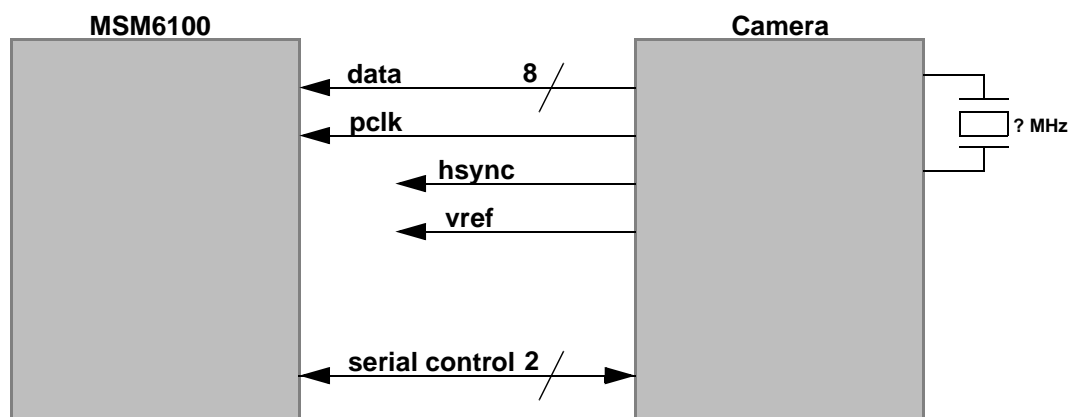 MSM6100
Camera
data 8
pclk
? MHz
hsync
vref
serial control 2